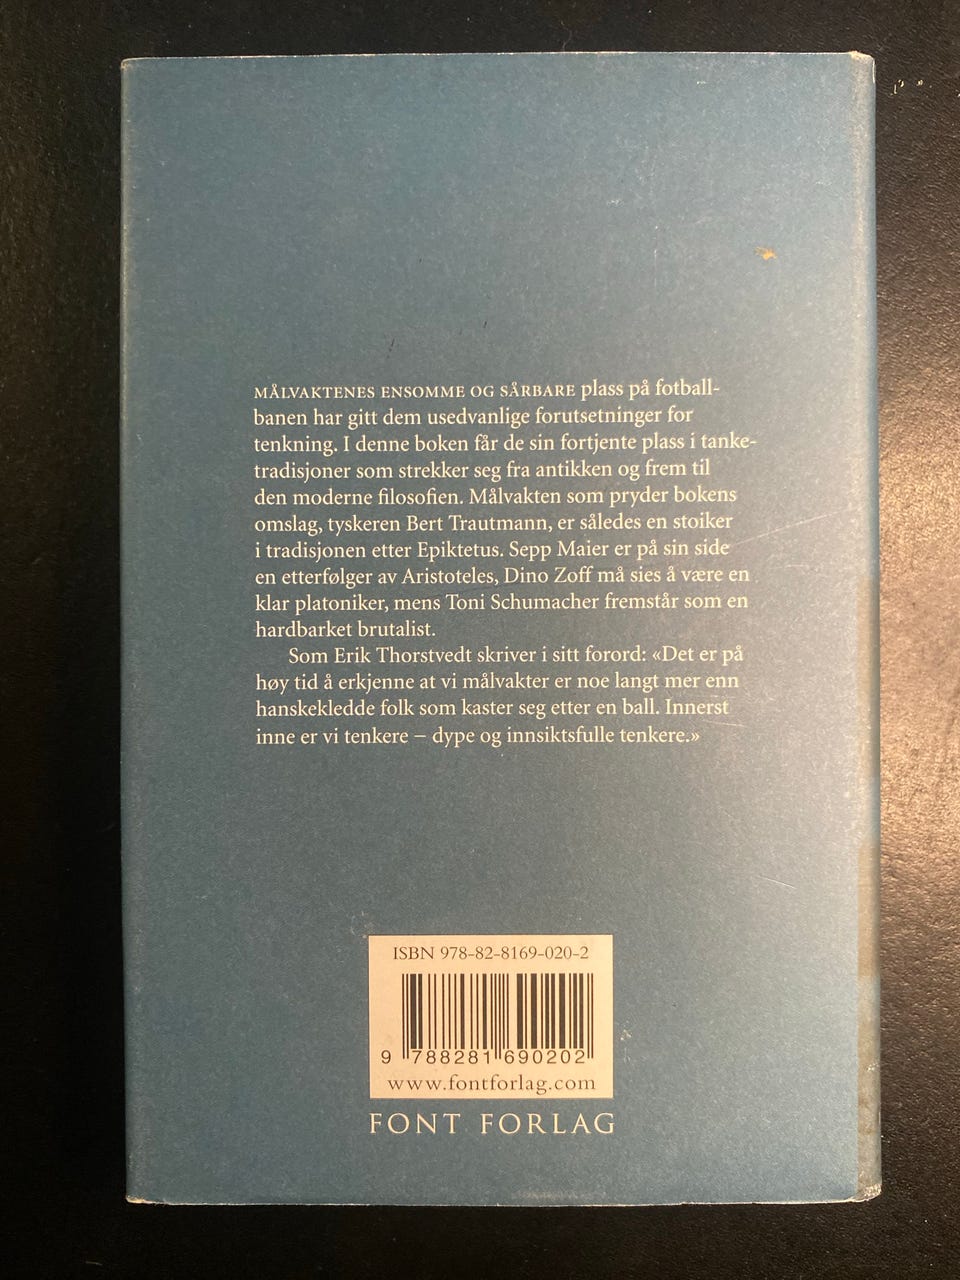 MÅLVAKTENES ENSOMME OG SÅRBARE plass på fotball-
banen har gitt dem usedvanlige forutsetninger for
tenkning. I denne boken får de sin fortjente plass i tanke-
tradisjoner som strekker seg fra antikken og frem til
den moderne filosofien. Målvakten som pryder bokens
omslag, tyskeren Bert Trautmann, er således en stoiker
i tradisjonen etter Epiktetus. Sepp Maier er på sin side
en etterfølger av Aristoteles, Dino Zoff må sies å være en
klar platoniker, mens Toni Schumacher fremstår som en
hardbarket brutalist.
Som Erik Thorstvedt skriver i sitt forord: «Det er på
høy tid å erkjenne at vi målvakter er noe langt mer enn
hanskekledde folk som kaster seg etter en ball. Innerst
inne er vi tenkere – dype og innsiktsfulle tenkere.»
ISBN 978-82-8169-020-2
9 788281 690202
www.fontforlag.com
FONT FORLAG